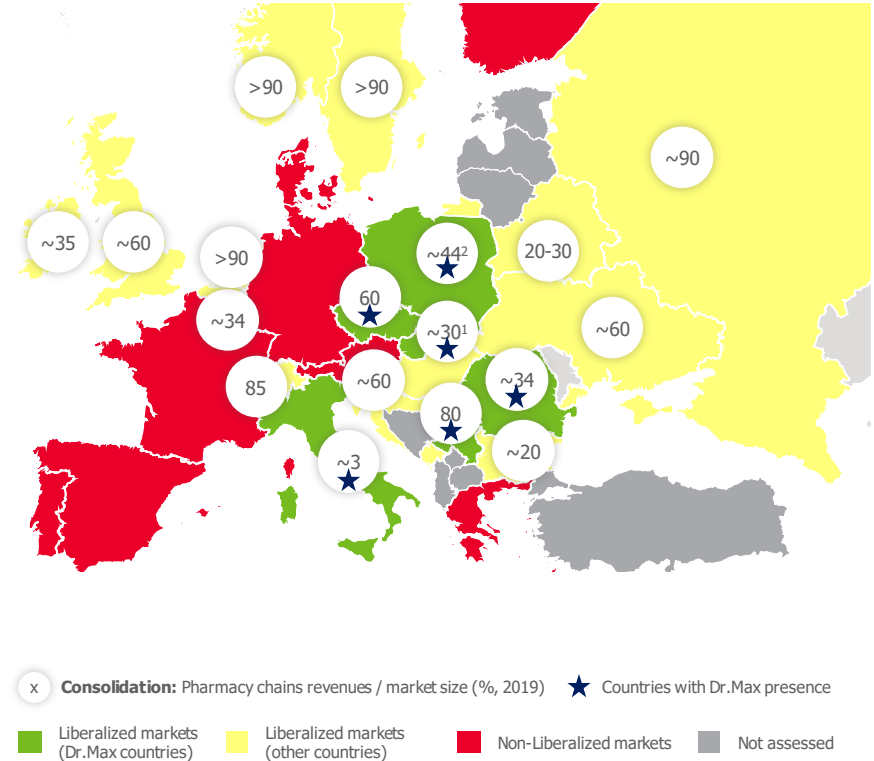 >90
>90
~90
~35
~60
>90
~44²
20-30
60
~34
~30¹
~60
85
~60
~34
80
~20
~3
x Consolidation: Pharmacy chains revenues / market size (%, 2019)
Countries with Dr.Max presence
Liberalized markets
(Dr.Max countries)
Liberalized markets
(other countries)
Non-Liberalized markets
Not assessed